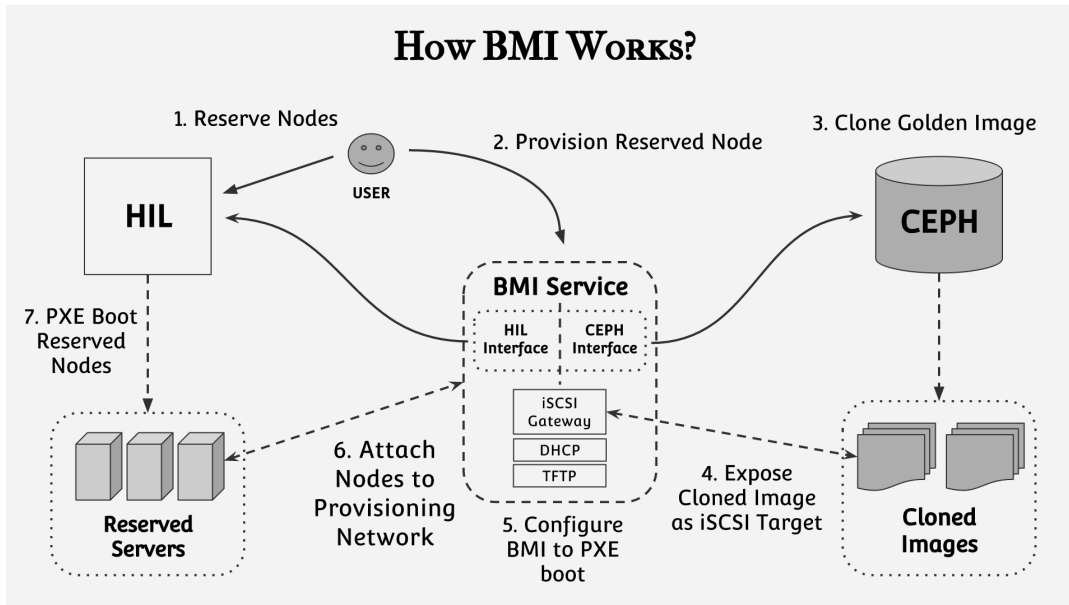 How BMI Works?
1. Reserve Nodes
2. Provision Reserved Node
3. Clone Golden Image
USER
HIL
CEPH
BMI Service
HIL
Interface
CEPH
Interface
7. PXE Boot
Reserved
Nodes
iSCSI
Gateway
DHCP
TFTP
6. Attach
Nodes to
Provisioning
Network
4. Expose
Cloned Image
as iSCSI Target
5. Configure
BMI to PXE
boot
Reserved
Servers
Cloned
Images